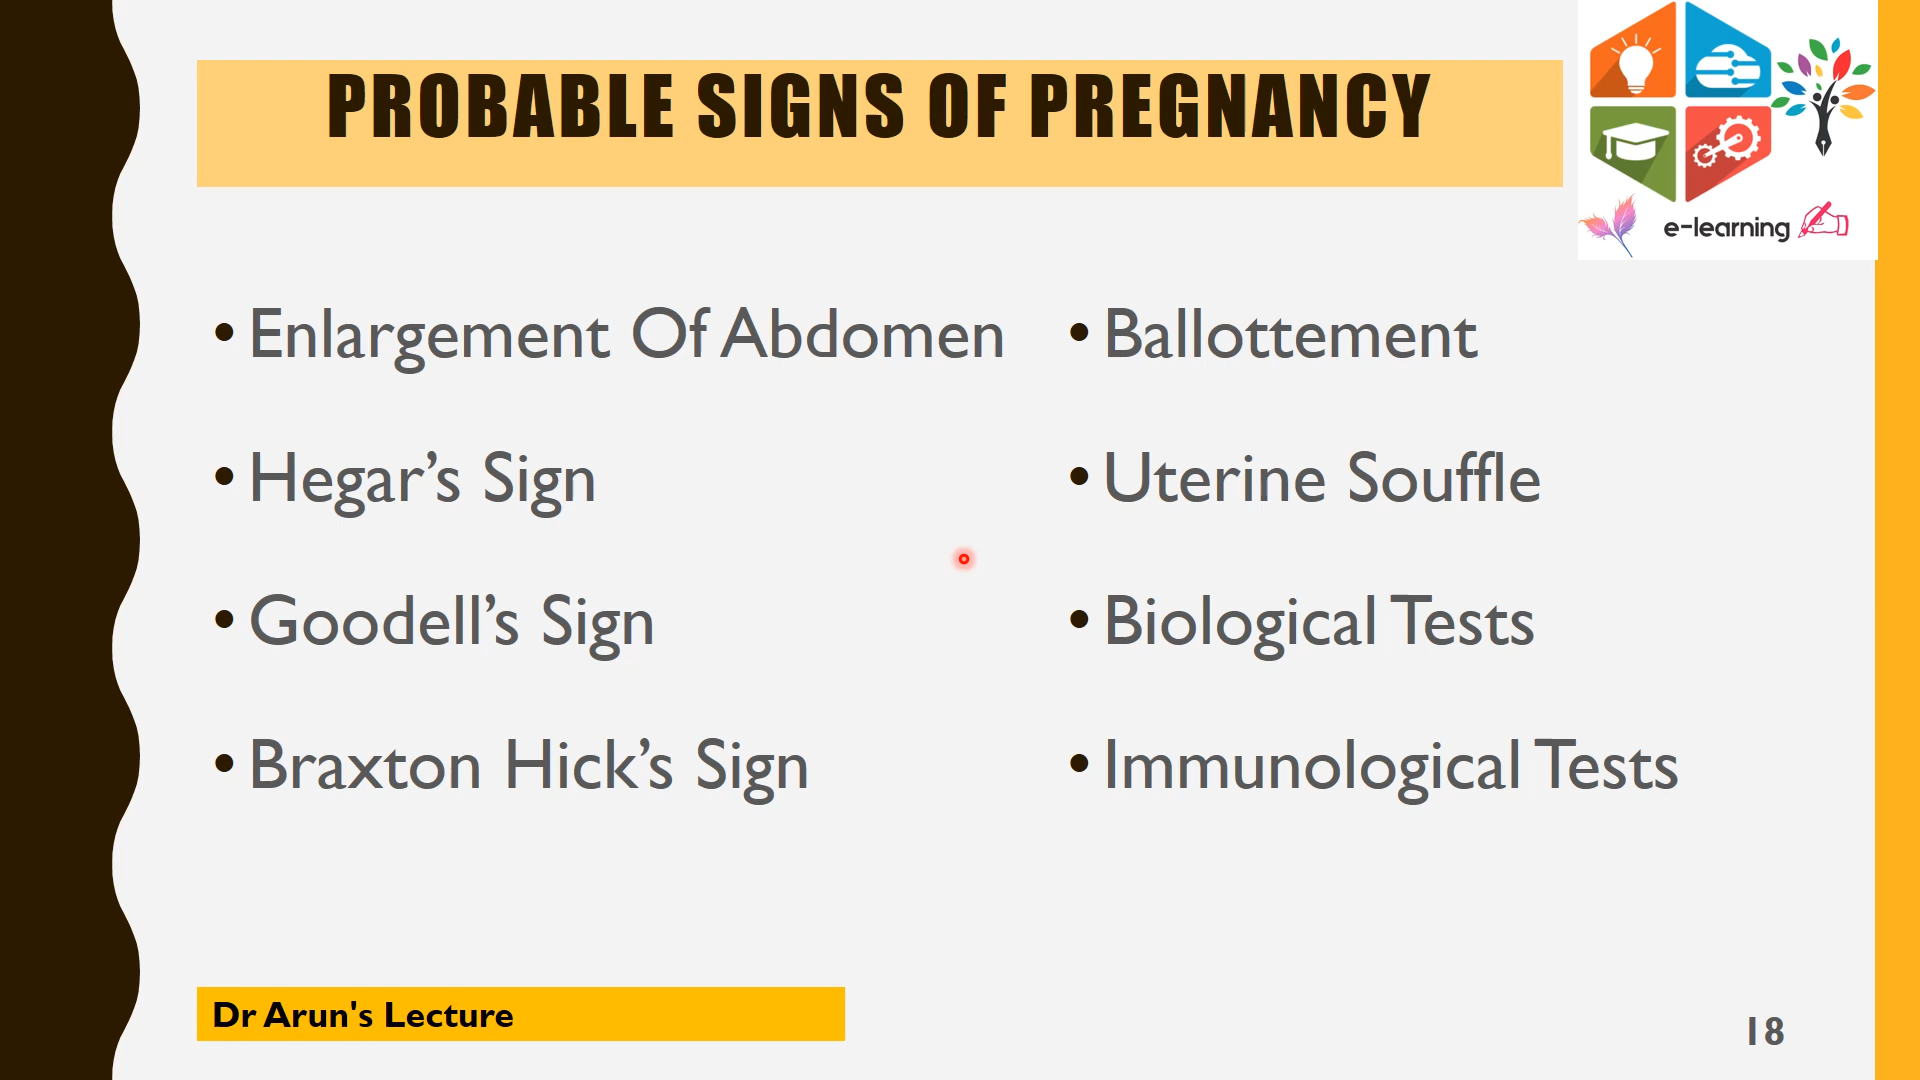 PROBABLE SIGNS OF PREGNANCY
e-learning
• Enlargement Of Abdomen
• Hegar’s Sign
• Goodell’s Sign
• Braxton Hick’s Sign
• Ballottement
• Uterine Souffle
• Biological Tests
• Immunological Tests
Dr Arun's Lecture
18